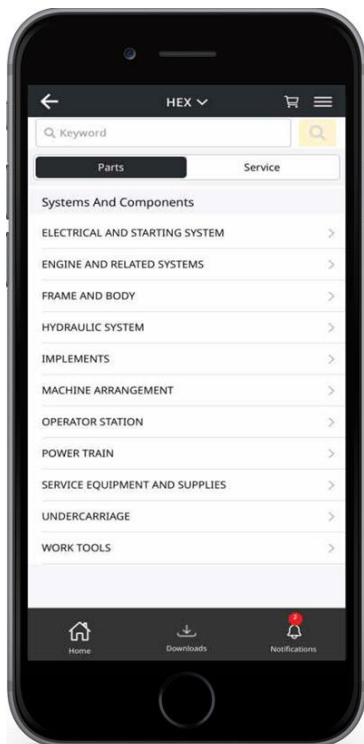 HEX
Keyword
Parts Service
Systems And Components
ELECTRICAL AND STARTING SYSTEM
ENGINE AND RELATED SYSTEMS
FRAME AND BODY
HYDRAULIC SYSTEM
IMPLEMENTS
MACHINE ARRANGEMENT
OPERATOR STATION
POWER TRAIN
SERVICE EQUIPMENT AND SUPPLIES
UNDERCARRIAGE
WORK TOOLS
Home Downloads Notifications